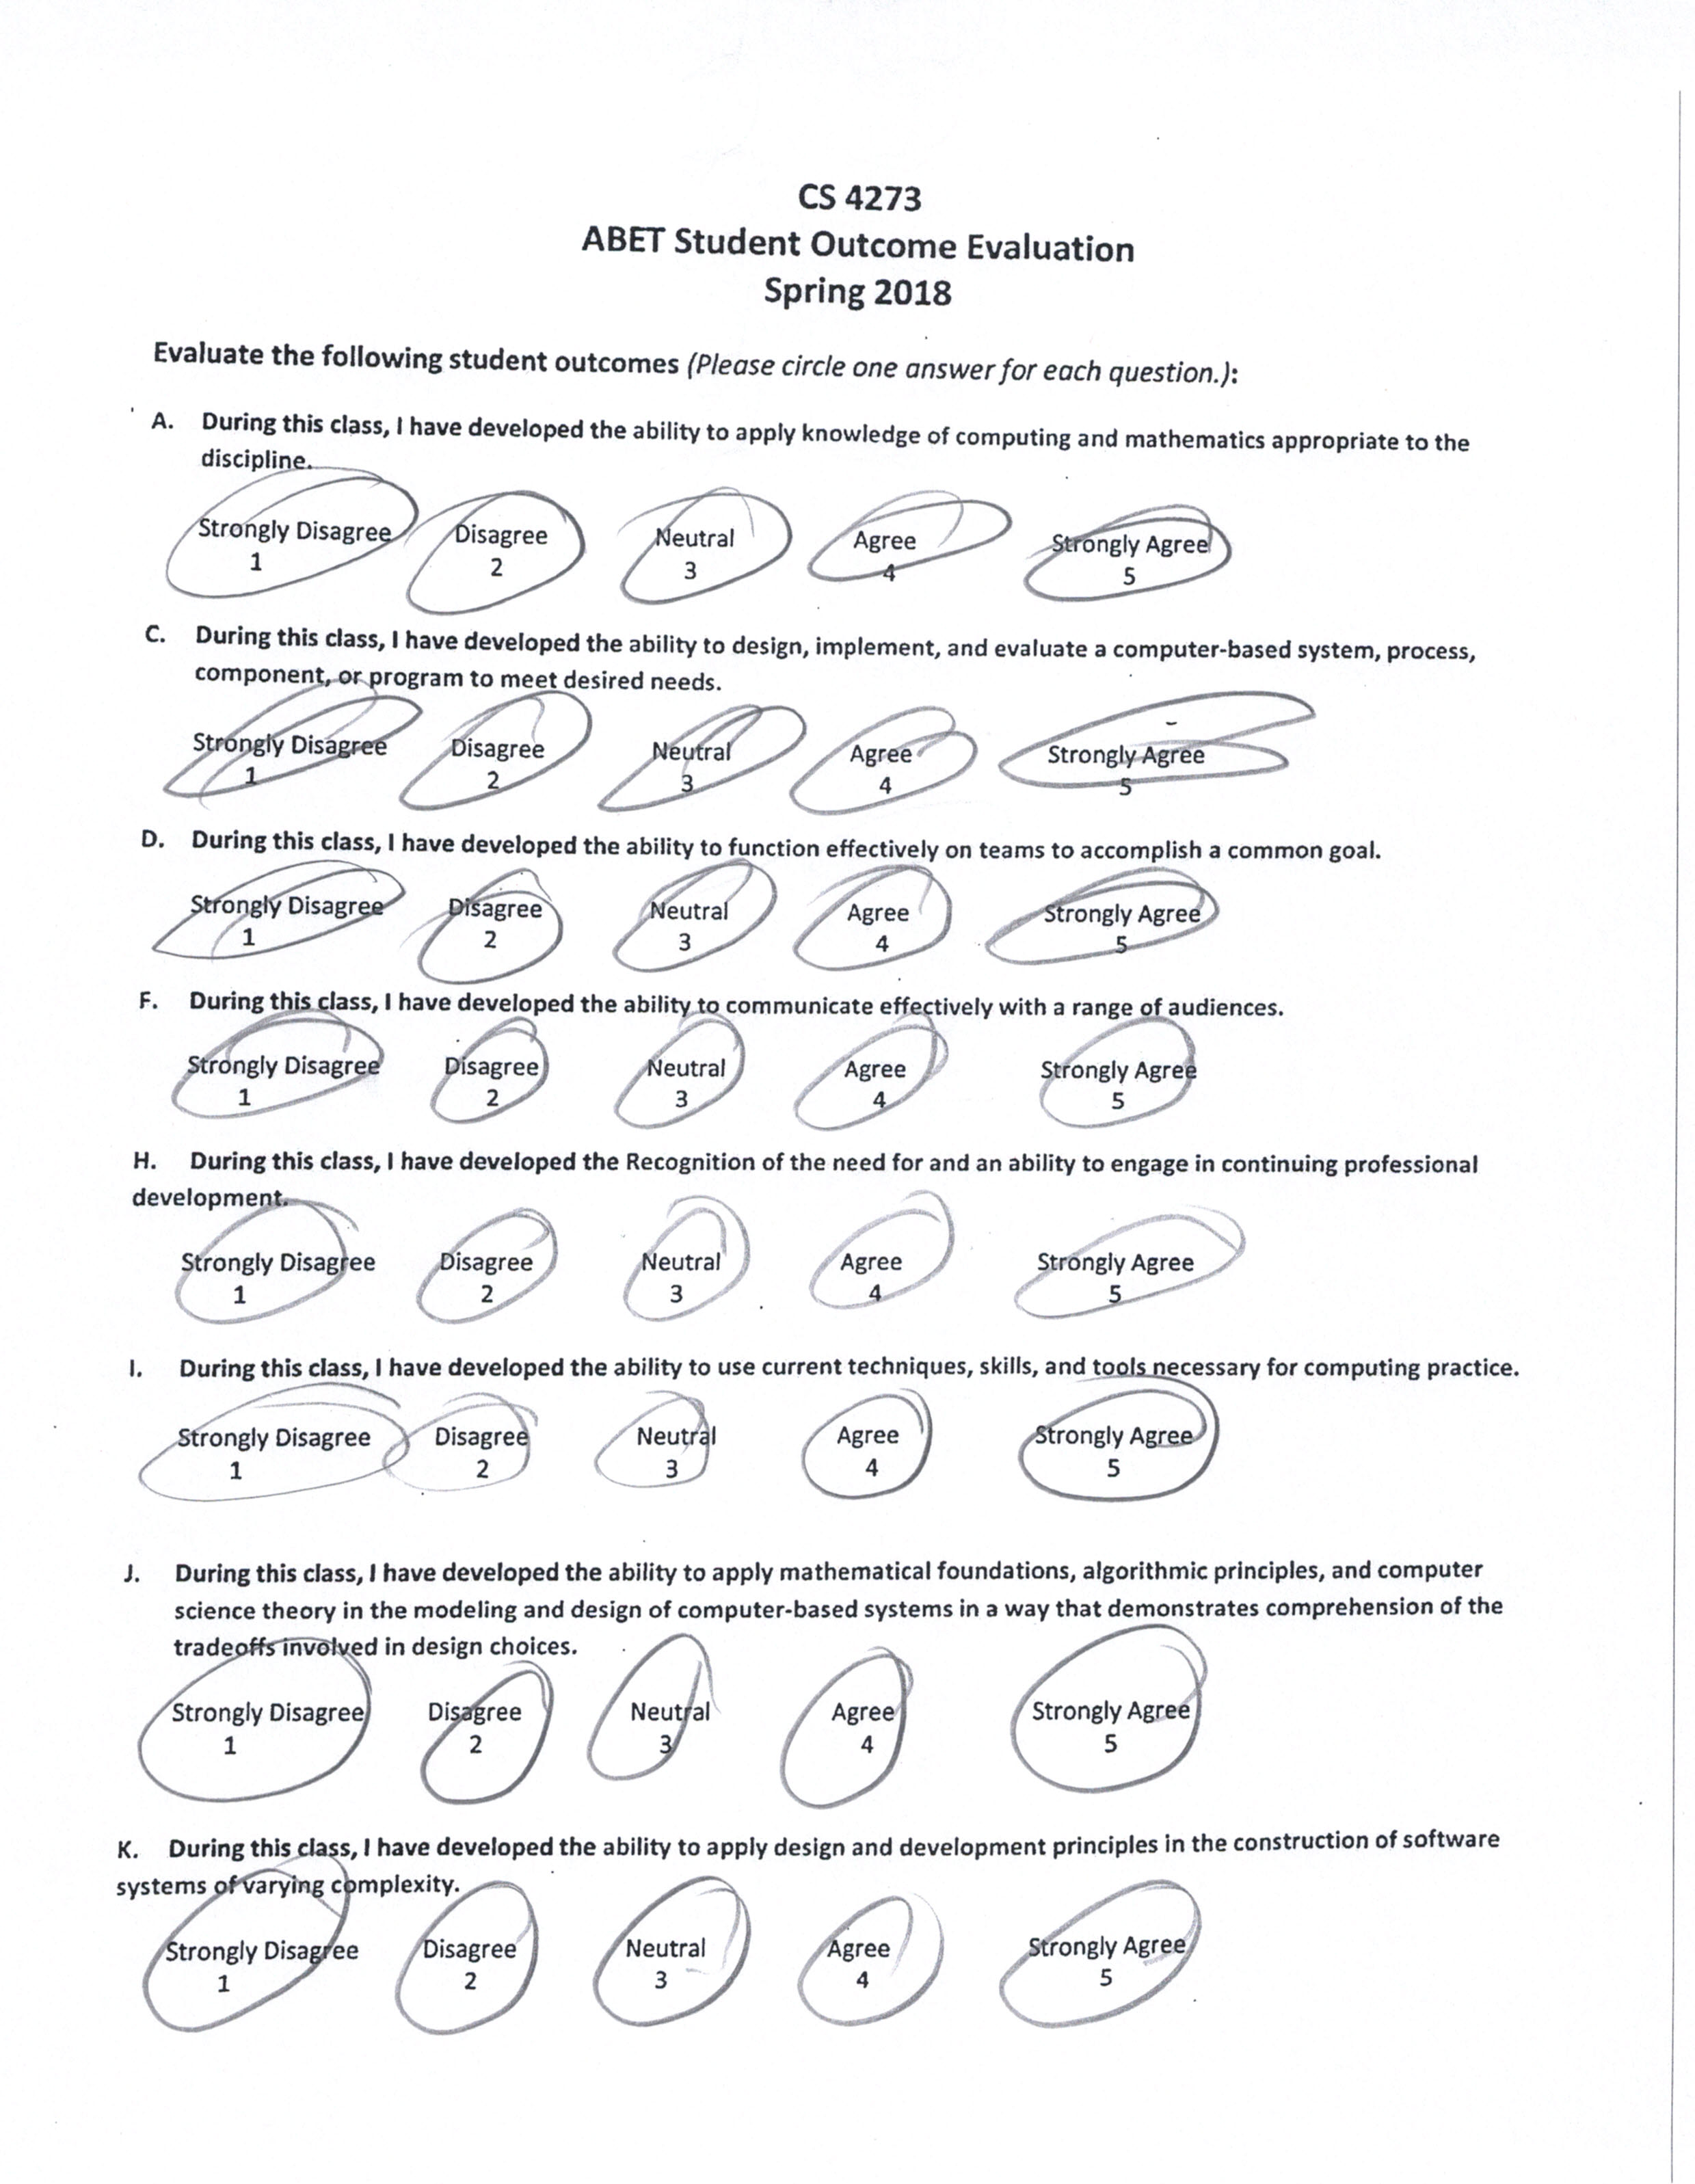 CS 4273
ABET Student Outcome Evaluation
Spring 2018
Evaluate the following student outcomes (Please circle one answer for each question.):
A. During this class, I have developed the ability to apply knowledge of computing and mathematics appropriate to the
discipline.
Strongly Disagree Disagree Neutral Agree Strongly Agree
1 2 3 4 5
C. During this class, I have developed the ability to design, implement, and evaluate a computer-based system, process,
component, or program to meet desired needs.
Strongly Disagree Disagree Neutral Agree Strongly Agree
1 2 3 4 5
D. During this class, I have developed the ability to function effectively on teams to accomplish a common goal.
Strongly Disagree Disagree Neutral Agree Strongly Agree
1 2 3 4 5
F. During this class, I have developed the ability to communicate effectively with a range of audiences.
Strongly Disagree Disagree Neutral Agree Strongly Agree
1 2 3 4 5
H. During this class, I have developed the Recognition of the need for and an ability to engage in continuing professional
development.
Strongly Disagree Disagree Neutral Agree Strongly Agree
1 2 3 4 5
I. During this class, I have developed the ability to use current techniques, skills, and tools necessary for computing practice.
Strongly Disagree Disagree Neutral Agree Strongly Agree
1 2 3 4 5
J. During this class, I have developed the ability to apply mathematical foundations, algorithmic principles, and computer
science theory in the modeling and design of computer-based systems in a way that demonstrates comprehension of the
tradeoffs involved in design choices.
Strongly Disagree Disagree Neutral Agree Strongly Agree
1 2 3 4 5
K. During this class, I have developed the ability to apply design and development principles in the construction of software
systems of varying complexity.
Strongly Disagree Disagree Neutral Agree Strongly Agree
1 2 3 4 5